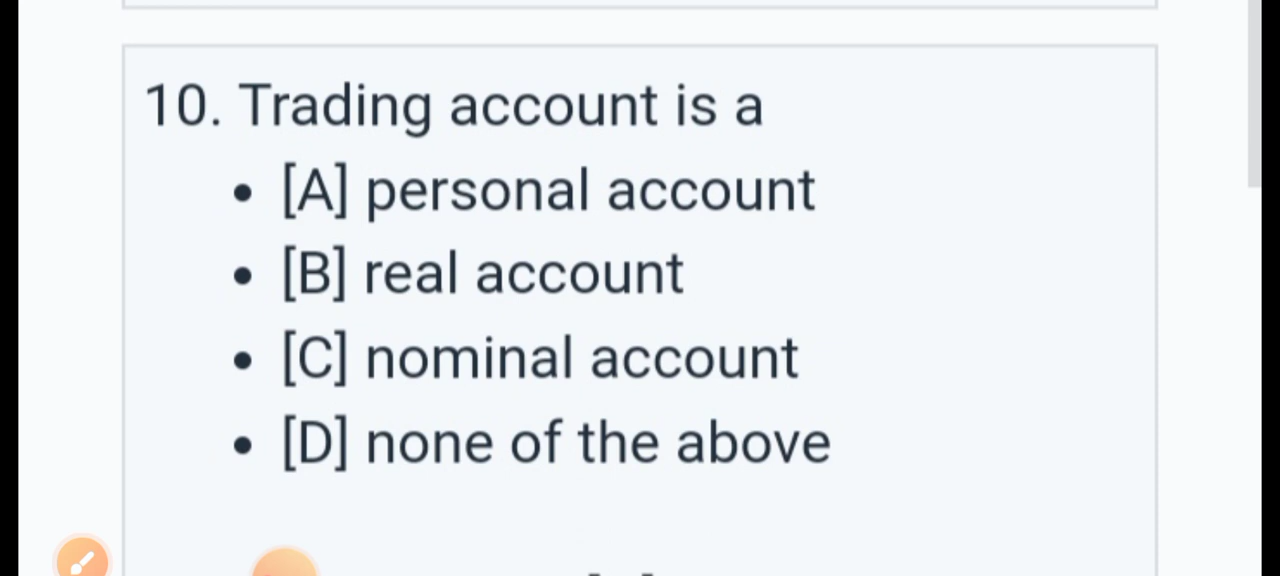 10. Trading account is a
• [A] personal account
• [B] real account
• [C] nominal account
• [D] none of the above